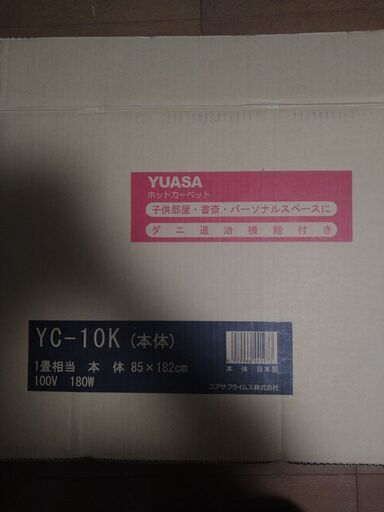 YUASA
ホットカーペット
子供部屋・書斎・パーソナルスペースに
ダニ退治機能付き
YC-10K (本体)
1畳相当 本 体 85×182cm
100V 180W
本 体 日本製
ユアサプライムス株式会社